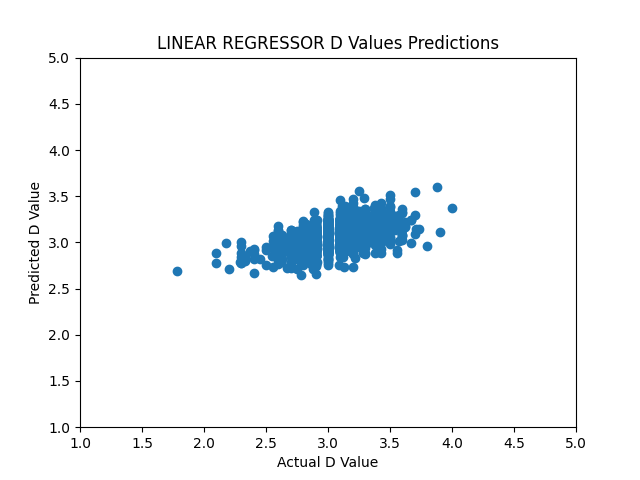 LINEAR REGRESSOR D Values Predictions
5.0
4.5
4.0
3.5
3.0
2.5
2.0
1.5
1.0
Predicted D Value
1.0 1.5 2.0 2.5 3.0 3.5 4.0 4.5 5.0
Actual D Value